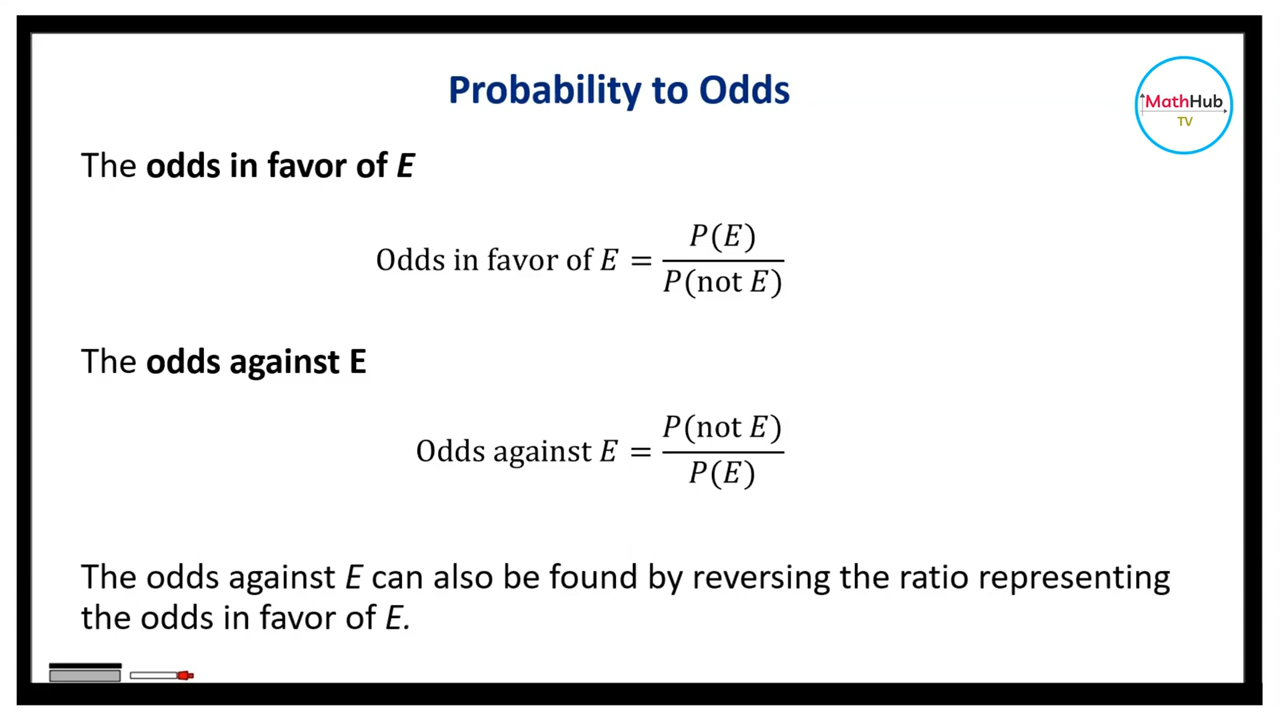 Probability to Odds
MathHub
TV
The odds in favor of E
Odds in favor of E = P(E) / P(not E)
The odds against E
Odds against E = P(not E) / P(E)
The odds against E can also be found by reversing the ratio representing
the odds in favor of E.